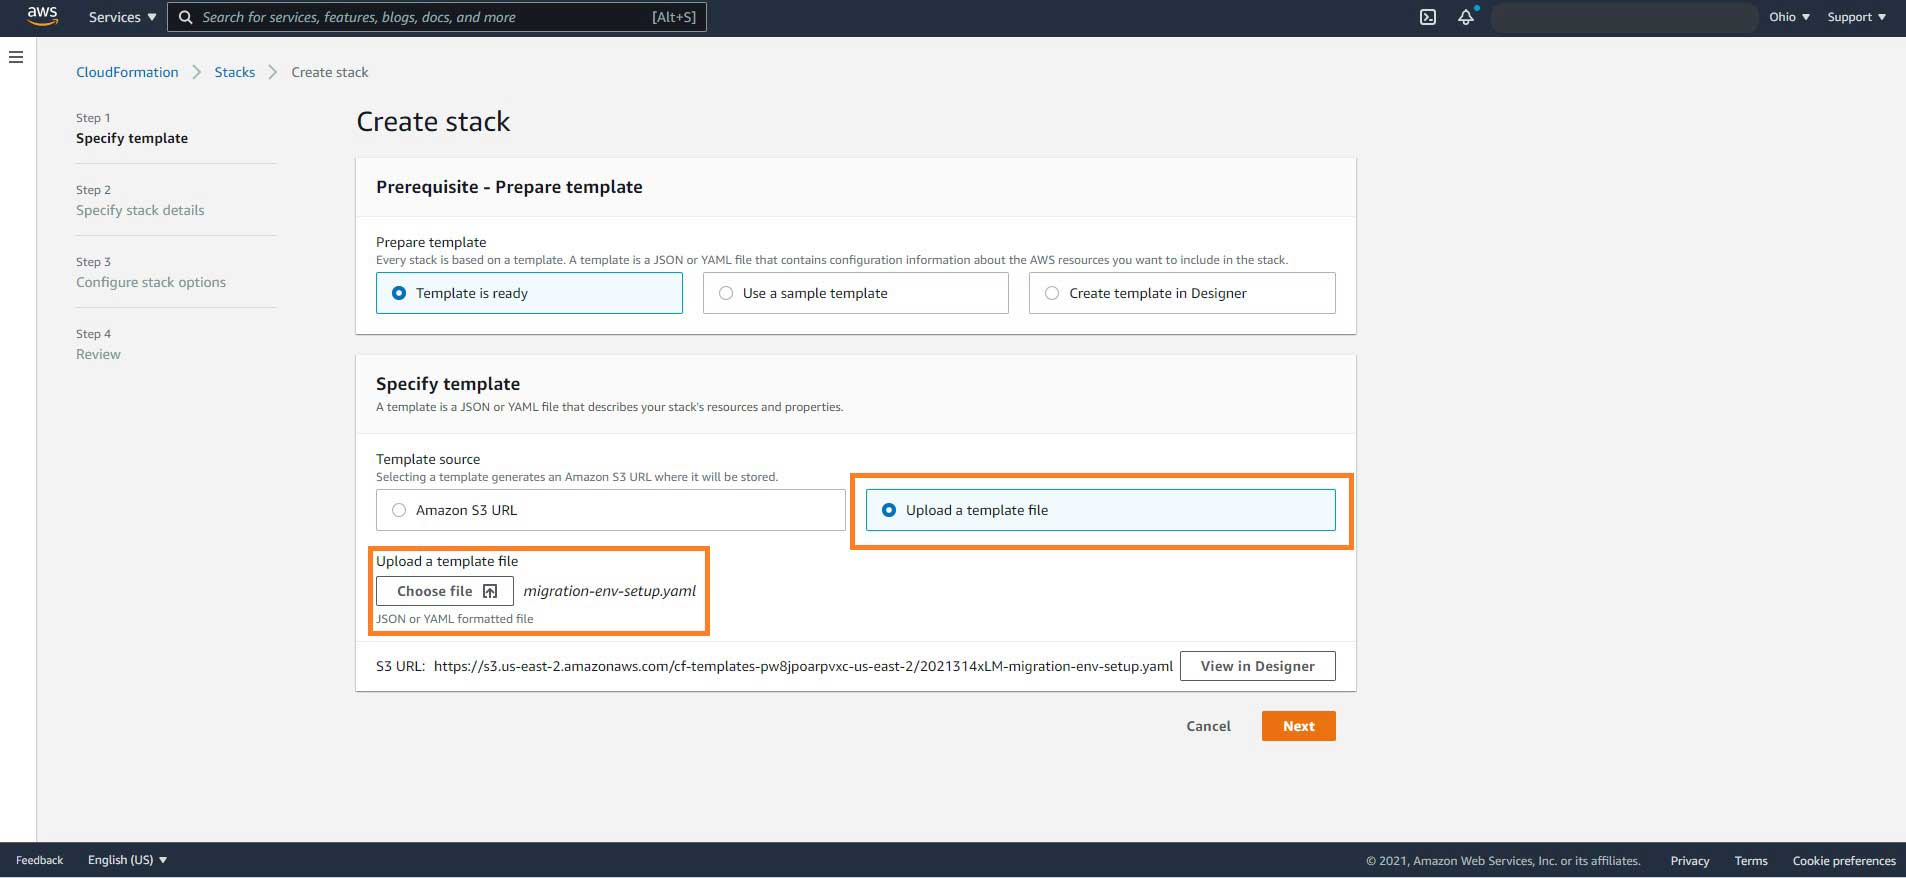 aws Services Search for services, features, blogs, docs, and more [Alt+S] Ohio Support
CloudFormation Stacks Create stack
Step 1
Specify template
Step 2
Specify stack details
Step 3
Configure stack options
Step 4
Review
Create stack
Prerequisite - Prepare template
Prepare template
Every stack is based on a template. A template is a JSON or YAML file that contains configuration information about the AWS resources you want to include in the stack.
Template is ready Use a sample template Create template in Designer
Specify template
A template is a JSON or YAML file that describes your stack's resources and properties.
Template source
Selecting a template generates an Amazon S3 URL where it will be stored.
Amazon S3 URL Upload a template file
Upload a template file
Choose file migration-env-setup.yaml
JSON or YAML formatted file
S3 URL: https://s3.us-east-2.amazonaws.com/cf-templates-pw8jpoarpvxc-us-east-2/2021314xLM-migration-env-setup.yaml View in Designer
Cancel Next
Feedback English (US) © 2021, Amazon Web Services, Inc. or its affiliates. Privacy Terms Cookie preferences